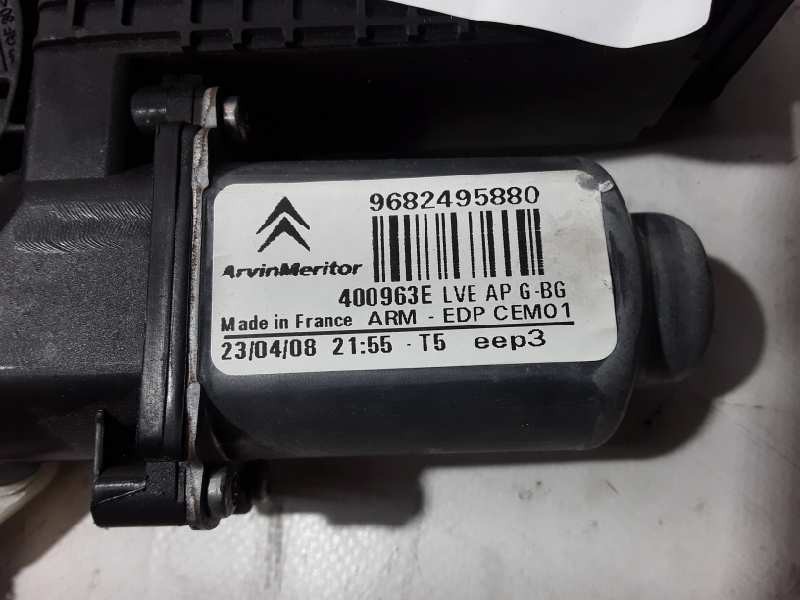 9682495880
ArvinMeritor
400963E LVE AP G-BG
Made in France ARM - EDP CEM01
23/04/08 21:55 - T5 eep3